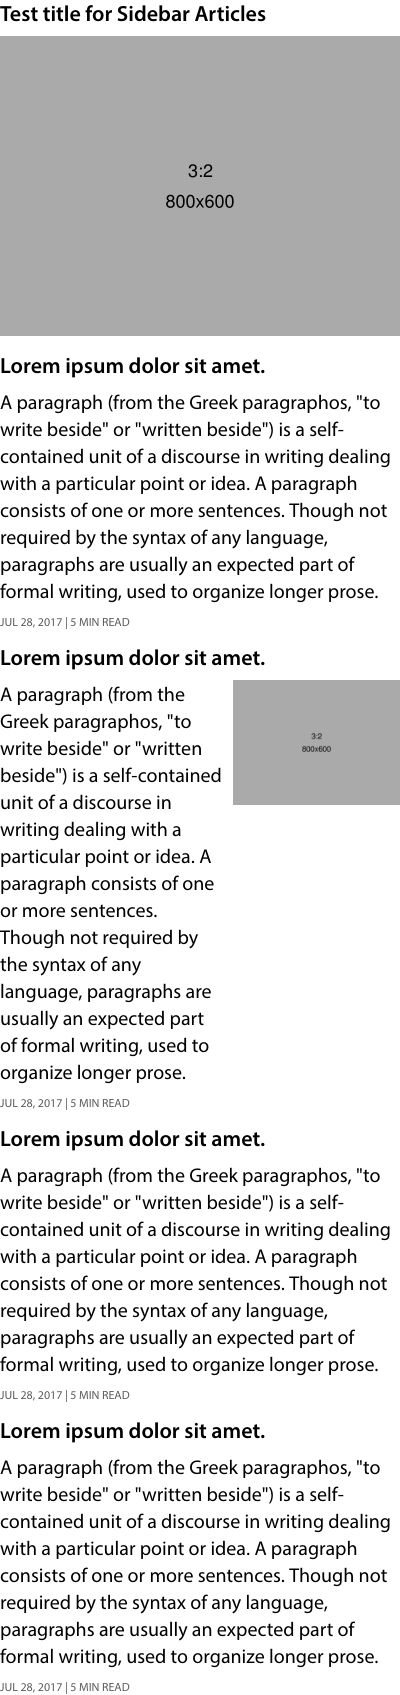 Test title for Sidebar Articles
3:2
800x600
Lorem ipsum dolor sit amet.
A paragraph (from the Greek paragraphos, "to
write beside" or "written beside") is a self-
contained unit of a discourse in writing dealing
with a particular point or idea. A paragraph
consists of one or more sentences. Though not
required by the syntax of any language,
paragraphs are usually an expected part of
formal writing, used to organize longer prose.
JUL 28, 2017 | 5 MIN READ
Lorem ipsum dolor sit amet.
A paragraph (from the
Greek paragraphos, "to
write beside" or "written
beside") is a self-contained
unit of a discourse in
writing dealing with a
particular point or idea. A
paragraph consists of one
or more sentences.
Though not required by
the syntax of any
language, paragraphs are
usually an expected part
of formal writing, used to
organize longer prose.
3:2
800x600
JUL 28, 2017 | 5 MIN READ
Lorem ipsum dolor sit amet.
A paragraph (from the Greek paragraphos, "to
write beside" or "written beside") is a self-
contained unit of a discourse in writing dealing
with a particular point or idea. A paragraph
consists of one or more sentences. Though not
required by the syntax of any language,
paragraphs are usually an expected part of
formal writing, used to organize longer prose.
JUL 28, 2017 | 5 MIN READ
Lorem ipsum dolor sit amet.
A paragraph (from the Greek paragraphos, "to
write beside" or "written beside") is a self-
contained unit of a discourse in writing dealing
with a particular point or idea. A paragraph
consists of one or more sentences. Though not
required by the syntax of any language,
paragraphs are usually an expected part of
formal writing, used to organize longer prose.
JUL 28, 2017 | 5 MIN READ